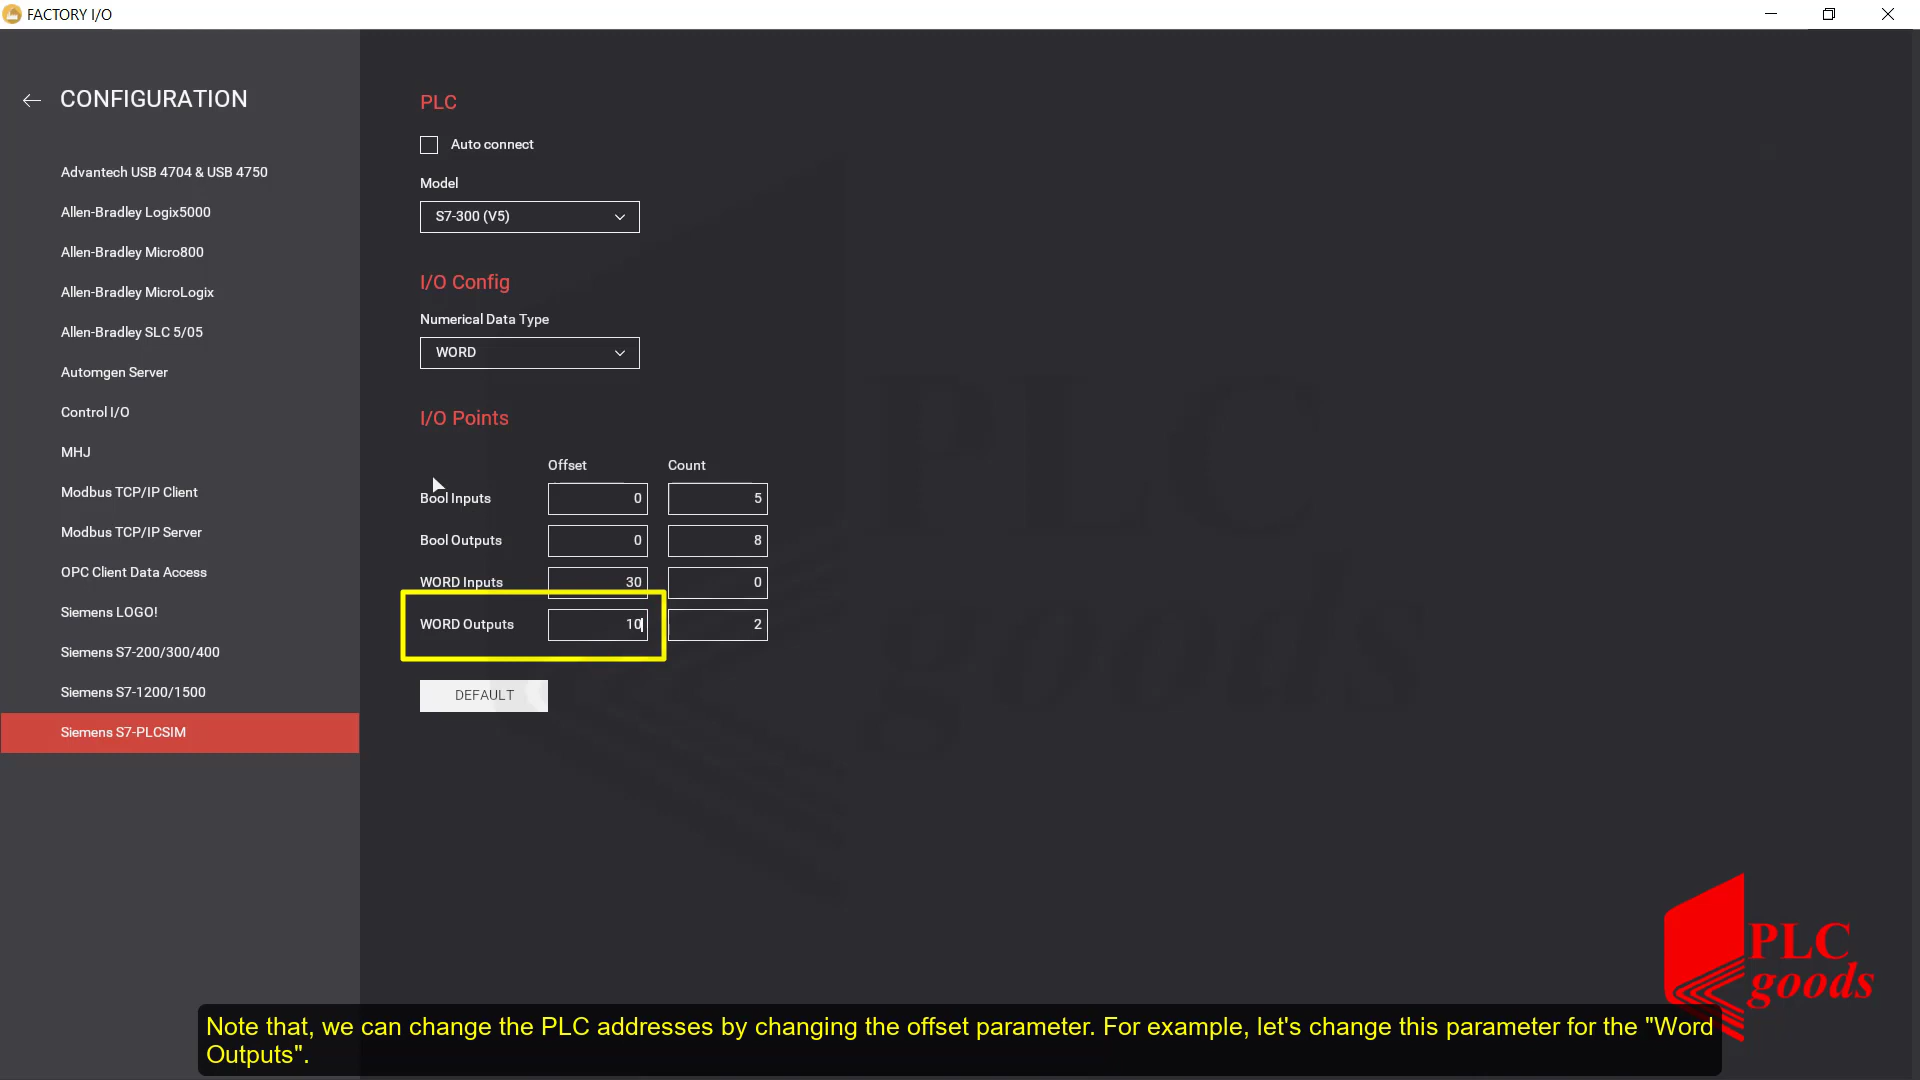 FACTORY I/O
CONFIGURATION
Advantech USB 4704 & USB 4750
Allen-Bradley Logix5000
Allen-Bradley Micro800
Allen-Bradley MicroLogix
Allen-Bradley SLC 5/05
Automgen Server
Control I/O
MHJ
Modbus TCP/IP Client
Modbus TCP/IP Server
OPC Client Data Access
Siemens LOGO!
Siemens S7-200/300/400
Siemens S7-1200/1500
Siemens S7-PLCSIM
PLC
Auto connect
Model
S7-300 (V5)
I/O Config
Numerical Data Type
WORD
I/O Points
Offset Count
Bool Inputs 0 5
Bool Outputs 0 8
WORD Inputs 30 0
WORD Outputs 10 2
DEFAULT
PLC
goods
PLC
goods
Note that, we can change the PLC addresses by changing the offset parameter. For example, let's change this parameter for the "Word
Outputs".